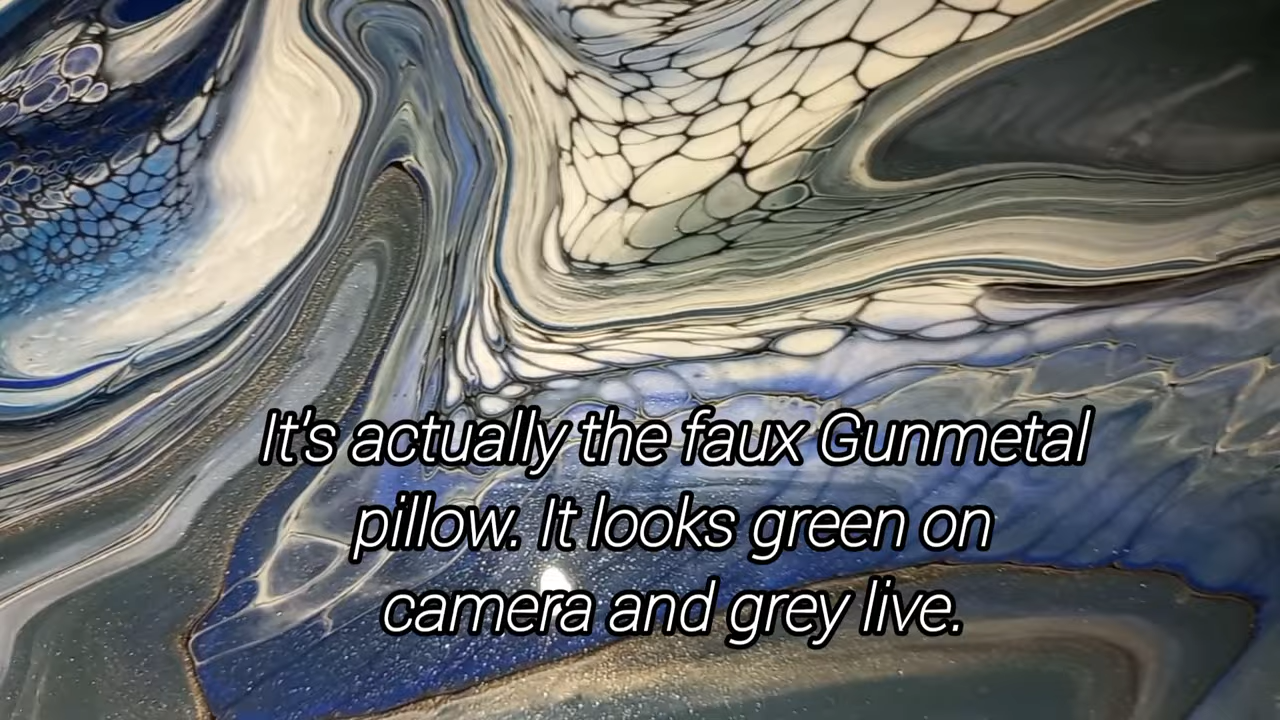 It's actually the faux Gunmetal
pillow. It looks green on
camera and grey live.